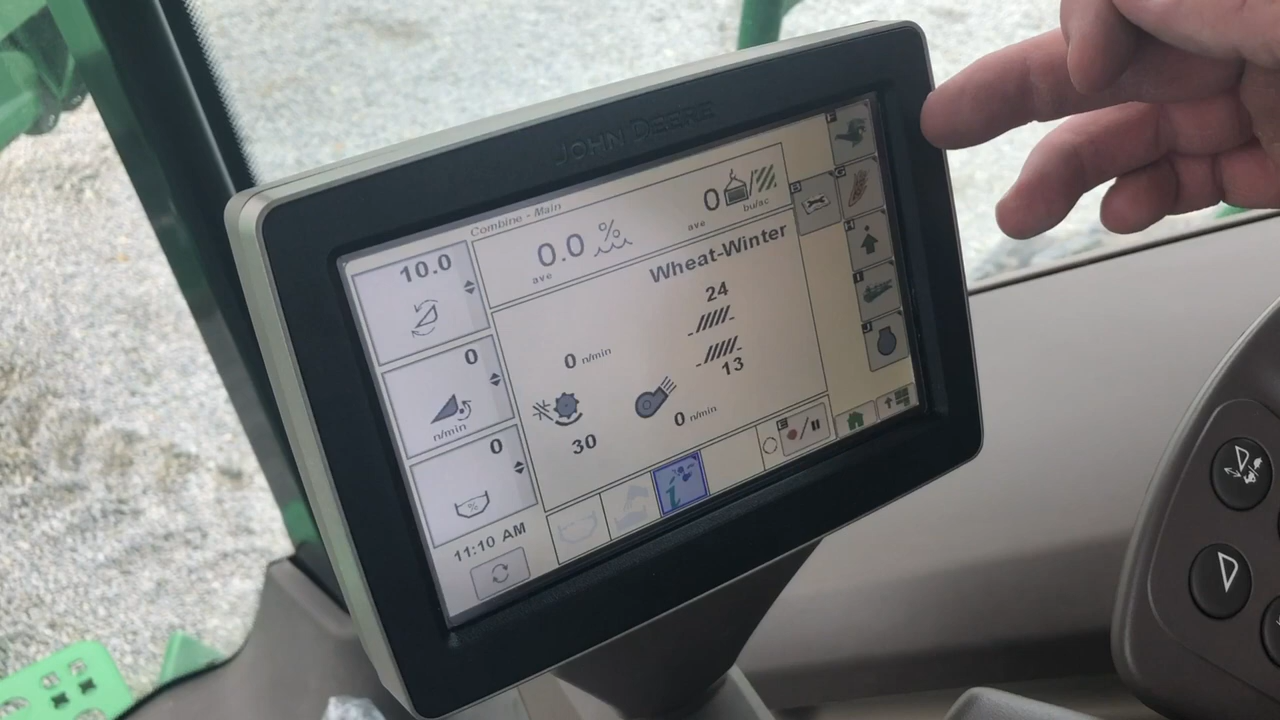 JOHN DEERE
Combine - Main
10.0
0.0 %
ave
0
ave
bu/ac
Wheat-Winter
24
13
0 n/min
30
0 n/min
0
n/min
0
%
11:10 AM
i
F
G
B
H
I
J
E